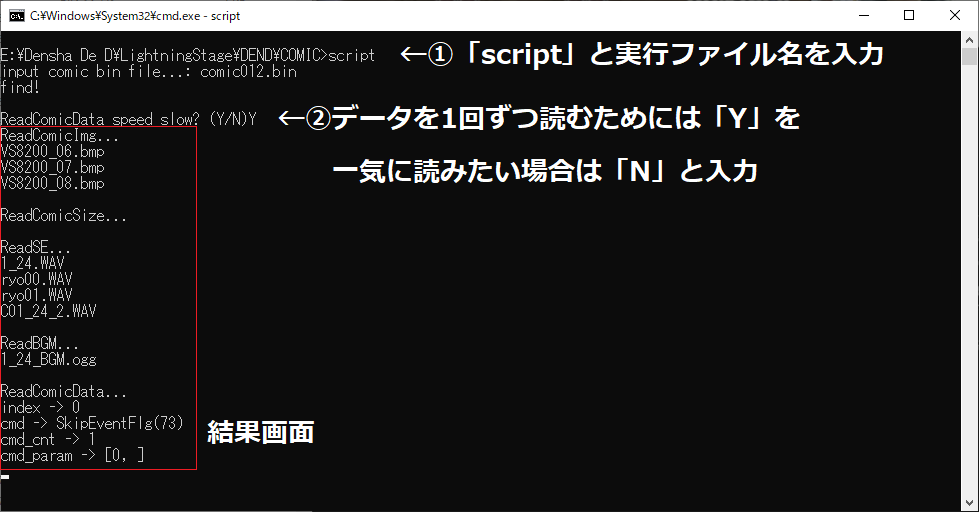 C:¥Windows¥System32¥cmd.exe - script
E:¥Densha De D¥LightningStage¥DEND¥COMIC>script ←①「script」と実行ファイル名を入力
input comic bin file...: comic012.bin
find!
ReadComicData speed slow? (Y/N)Y ←②データを1回ずつ読むためには「Y」を
ReadComicImg...
VS8200_06.bmp
一気に読みたい場合は「N」と入力
VS8200_07.bmp
VS8200_08.bmp
ReadComicSize...
ReadSE...
1_24.WAV
ryo00.WAV
ryo01.WAV
C01_24_2.WAV
ReadBGM...
1_24_BGM.ogg
ReadComicData...
index -> 0
cmd -> SkipEventFlg(73)
結果画面
cmd_cnt -> 1
cmd_param -> [0, ]